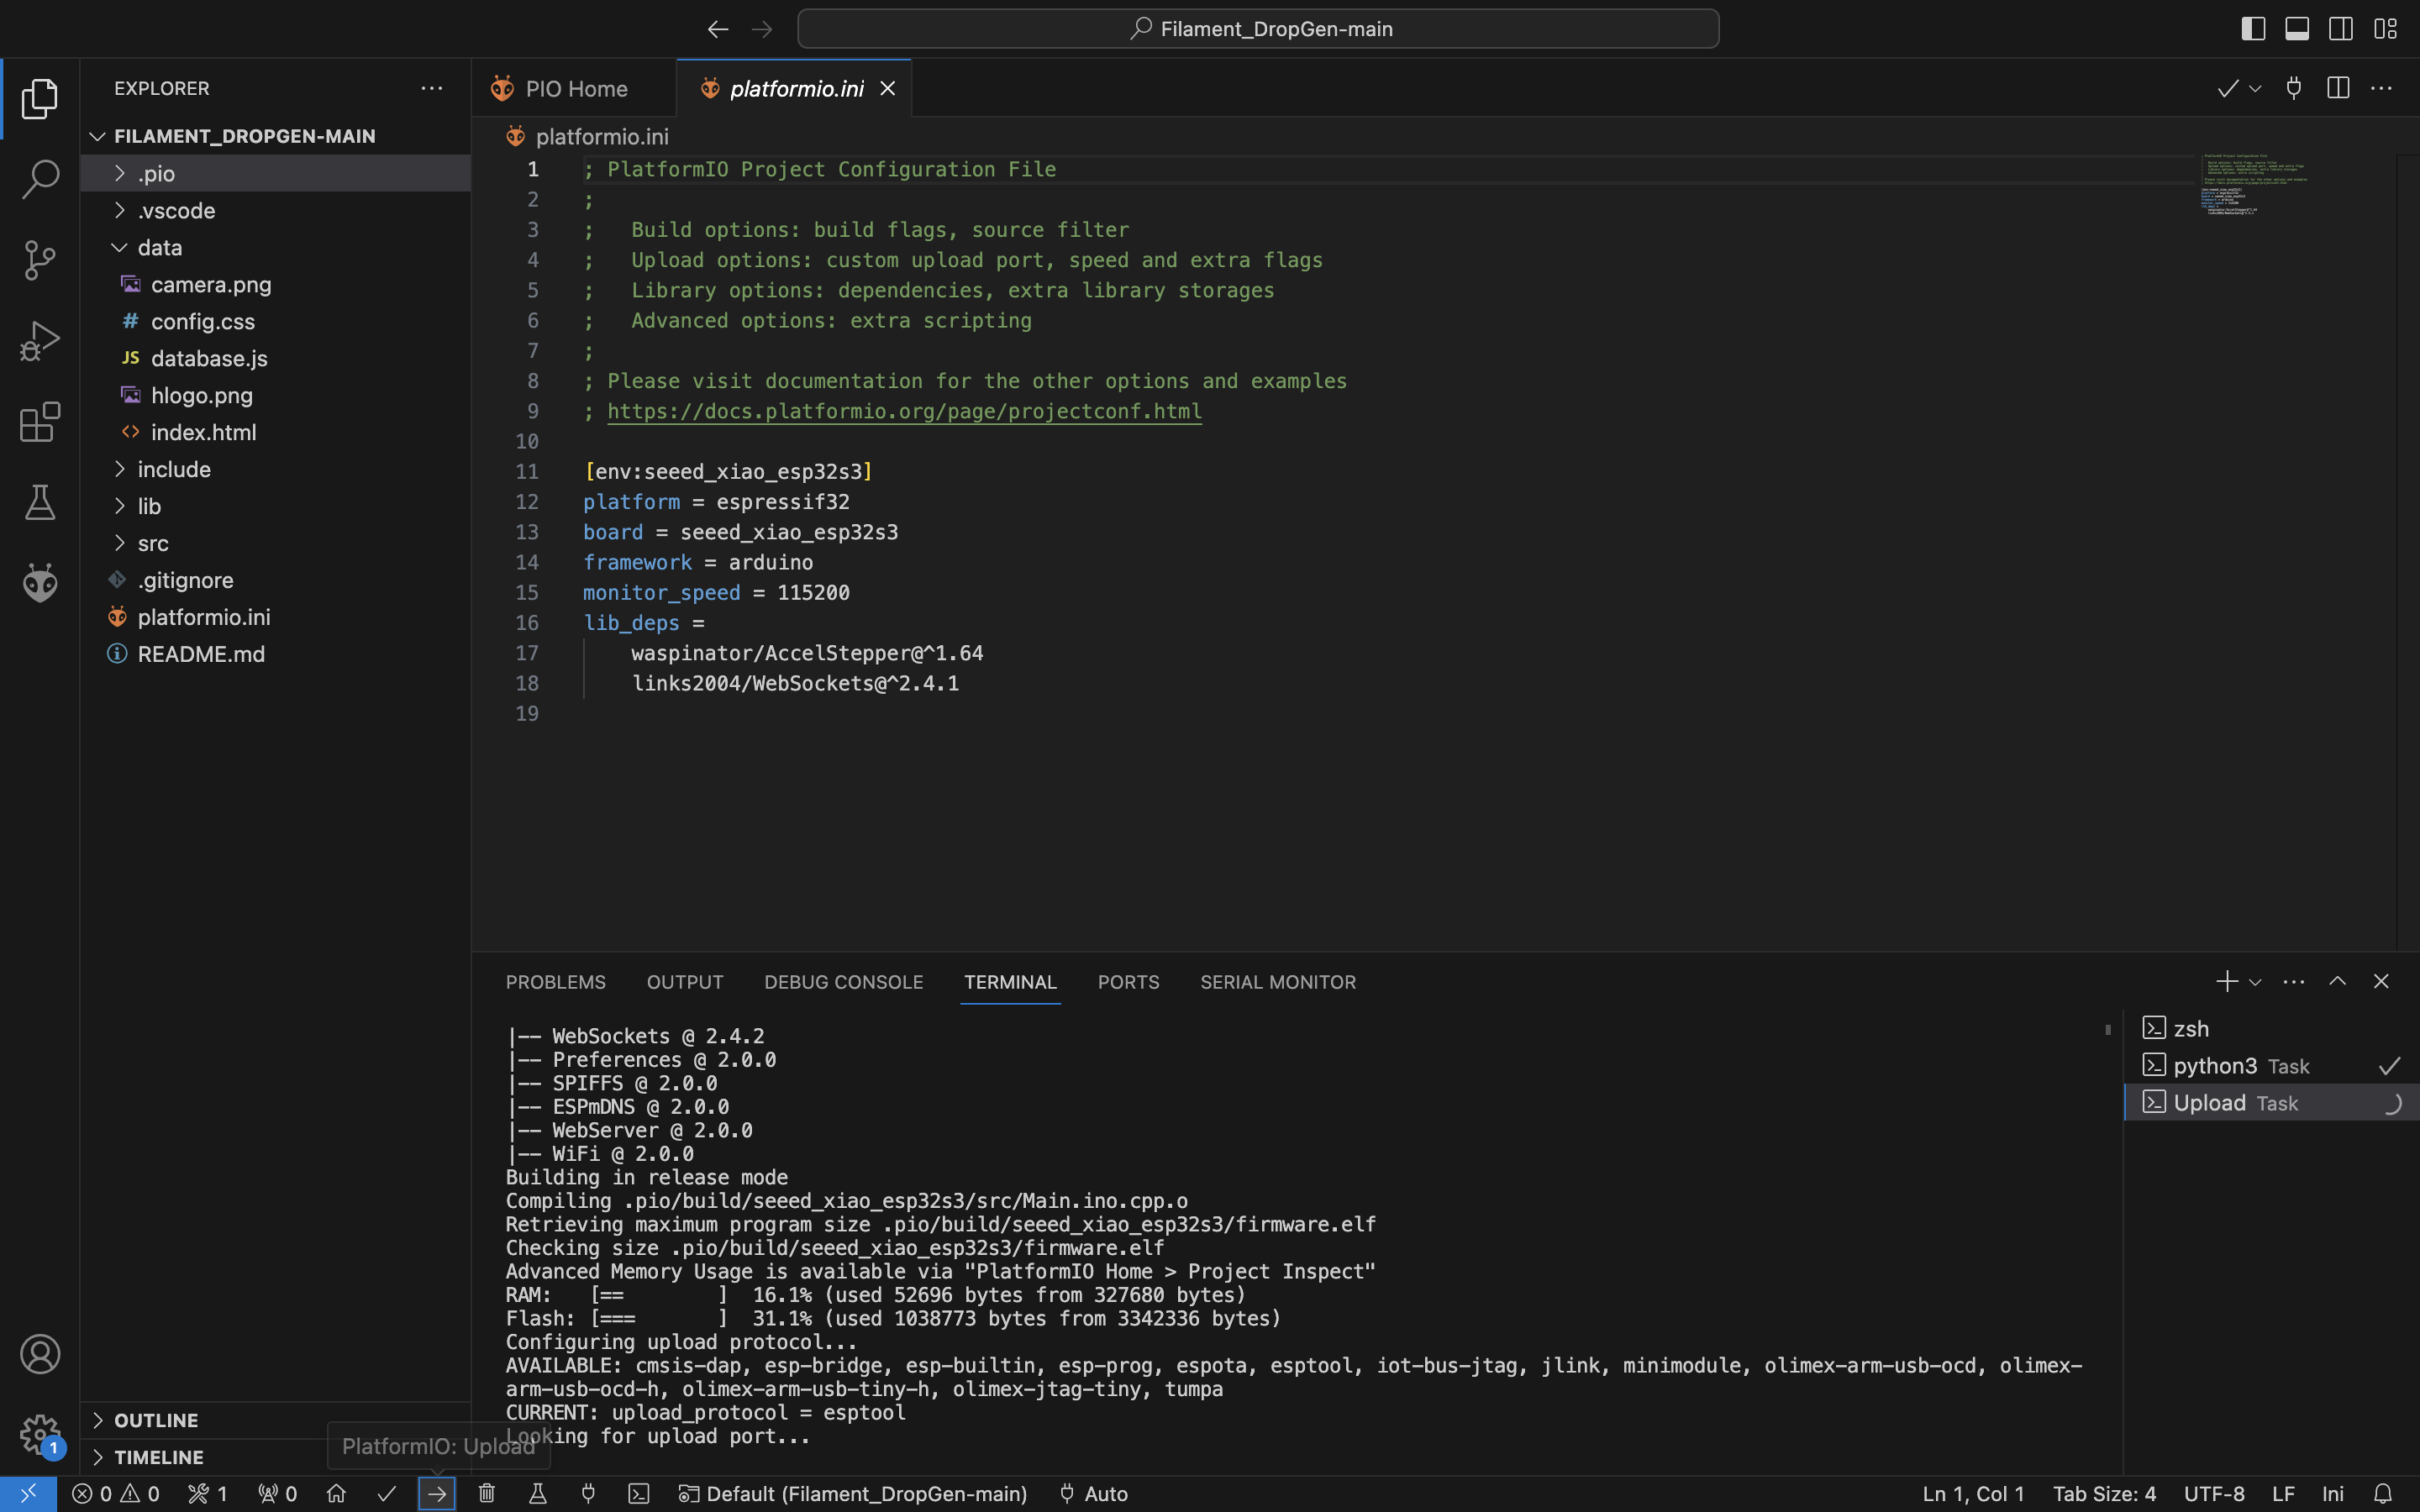 Filament_DropGen-main
EXPLORER
FILAMENT_DROPGEN-MAIN
.pio
.vscode
data
camera.png
# config.css
JS database.js
hlogo.png
<> index.html
include
lib
src
.gitignore
platformio.ini
README.md
OUTLINE
TIMELINE
PIO Home
platformio.ini
platformio.ini
1 ; PlatformIO Project Configuration File
2 ;
3 ;   Build options: build flags, source filter
4 ;   Upload options: custom upload port, speed and extra flags
5 ;   Library options: dependencies, extra library storages
6 ;   Advanced options: extra scripting
7 ;
8 ; Please visit documentation for the other options and examples
9 ; https://docs.platformio.org/page/projectconf.html
10
11 [env:seeed_xiao_esp32s3]
12 platform = espressif32
13 board = seeed_xiao_esp32s3
14 framework = arduino
15 monitor_speed = 115200
16 lib_deps =
17     waspinator/AccelStepper@^1.64
18     links2004/WebSockets@^2.4.1
19
PROBLEMS OUTPUT DEBUG CONSOLE TERMINAL PORTS SERIAL MONITOR
|-- WebSockets @ 2.4.2
|-- Preferences @ 2.0.0
|-- SPIFFS @ 2.0.0
|-- ESPmDNS @ 2.0.0
|-- WebServer @ 2.0.0
|-- WiFi @ 2.0.0
Building in release mode
Compiling .pio/build/seeed_xiao_esp32s3/src/Main.ino.cpp.o
Retrieving maximum program size .pio/build/seeed_xiao_esp32s3/firmware.elf
Checking size .pio/build/seeed_xiao_esp32s3/firmware.elf
Advanced Memory Usage is available via "PlatformIO Home > Project Inspect"
RAM:   [==        ]  16.1% (used 52696 bytes from 327680 bytes)
Flash: [===       ]  31.1% (used 1038773 bytes from 3342336 bytes)
Configuring upload protocol...
AVAILABLE: cmsis-dap, esp-bridge, esp-builtin, esp-prog, espota, esptool, iot-bus-jtag, jlink, minimodule, olimex-arm-usb-ocd, olimex-
arm-usb-ocd-h, olimex-arm-usb-tiny-h, olimex-jtag-tiny, tumpa
CURRENT: upload_protocol = esptool
Looking for upload port...
zsh
python3 Task
Upload Task
PlatformIO: Upload
1
0 0 1 0 Default (Filament_DropGen-main) Auto Ln 1, Col 1 Tab Size: 4 UTF-8 LF Ini